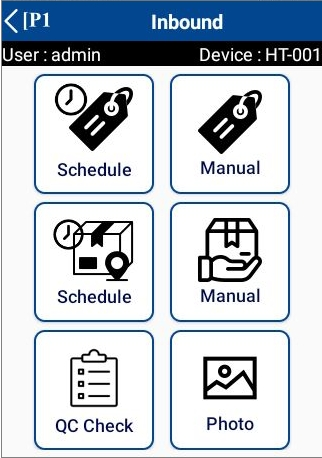 [P1 Inbound
User : admin Device : HT-001
Schedule Manual
Schedule Manual
QC Check Photo